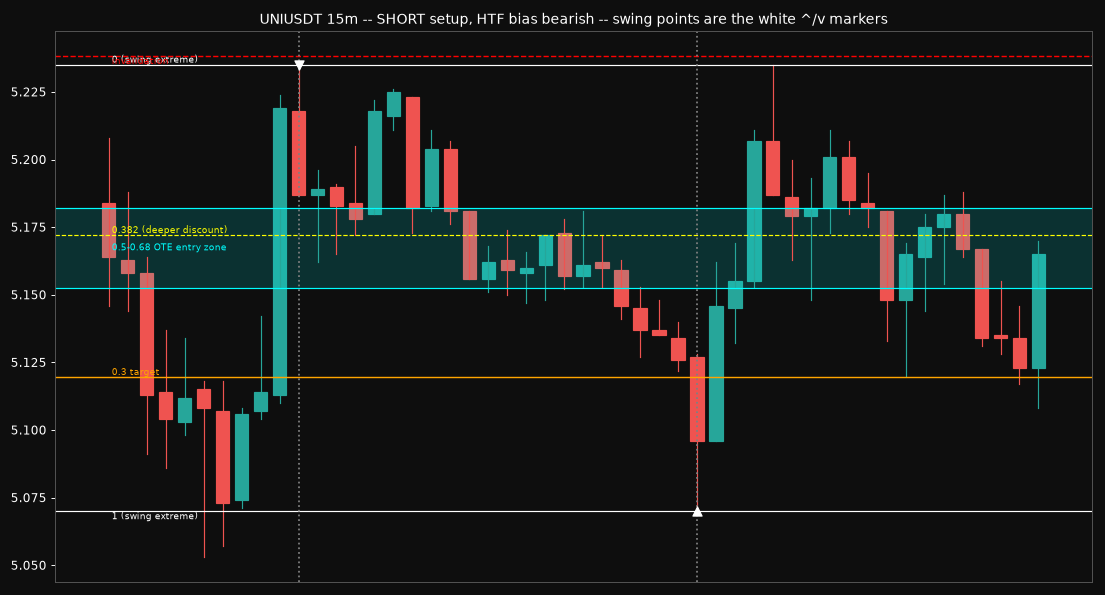 UNIUSDT 15m -- SHORT setup, HTF bias bearish -- swing points are the white ^/v markers
0 (swing extreme)
5.225
5.200
5.175
0.382 (deeper discount)
0.5-0.68 OTE entry zone
5.150
5.125
0.3 target
5.100
5.075
1 (swing extreme)
5.050